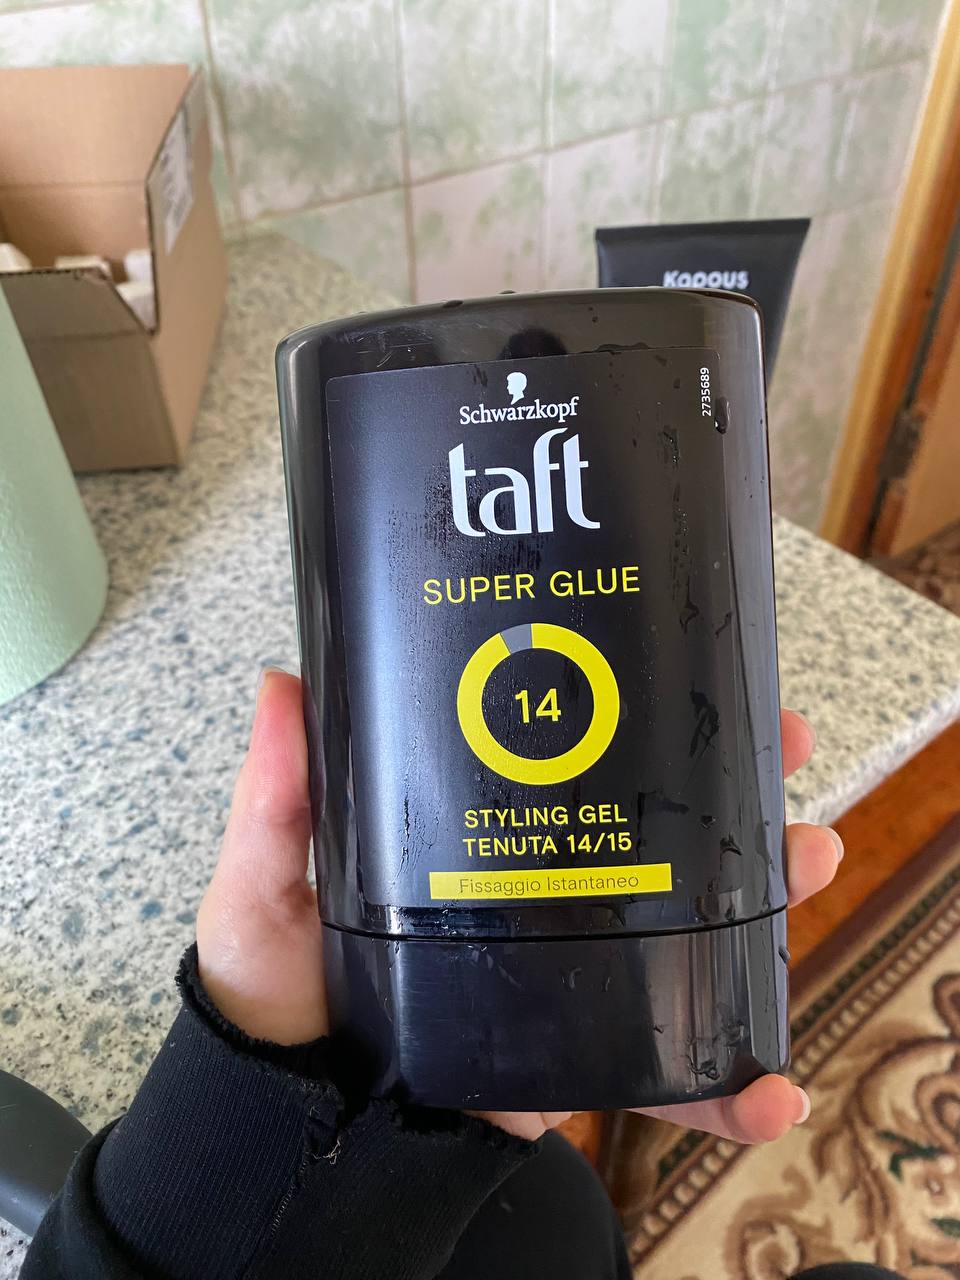 Kapous
2735689
Schwarzkopf
taft
SUPER GLUE
14
STYLING GEL
TENUTA 14/15
Fissaggio Istantaneo